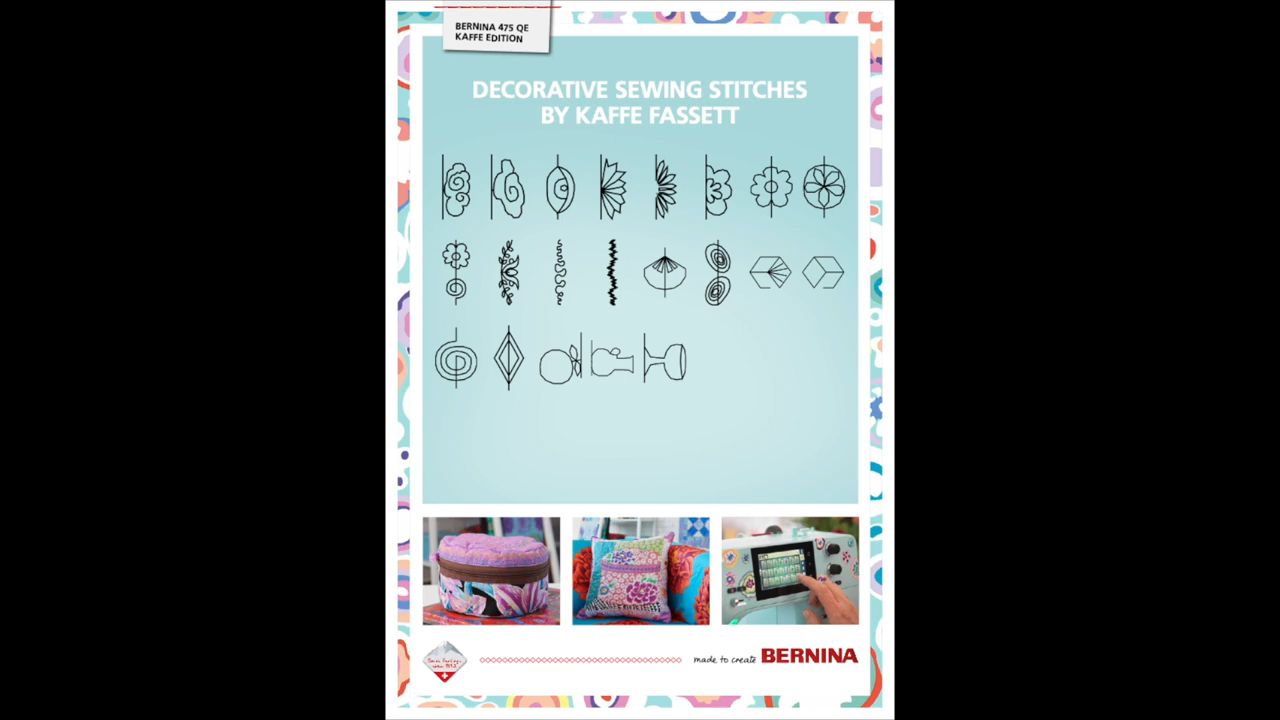 BERNINA 475 QE
KAFFE EDITION
DECORATIVE SEWING STITCHES
BY KAFFE FASSETT
made to create BERNINA